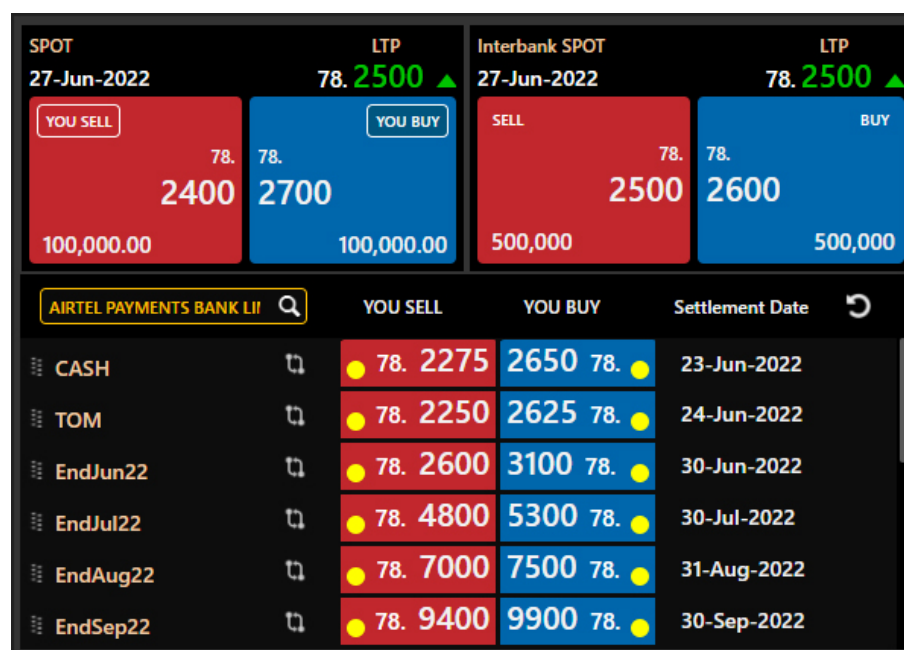 SPOT LTP Interbank SPOT LTP
27-Jun-2022 78. 2500 27-Jun-2022 78. 2500
YOU SELL YOU BUY SELL BUY
78. 78. 78. 78.
2400 2700 2500 2600
100,000.00 100,000.00 500,000 500,000
AIRTEL PAYMENTS BANK LI YOU SELL YOU BUY Settlement Date
CASH 78. 2275 2650 78. 23-Jun-2022
TOM 78. 2250 2625 78. 24-Jun-2022
EndJun22 78. 2600 3100 78. 30-Jun-2022
EndJul22 78. 4800 5300 78. 30-Jul-2022
EndAug22 78. 7000 7500 78. 31-Aug-2022
EndSep22 78. 9400 9900 78. 30-Sep-2022